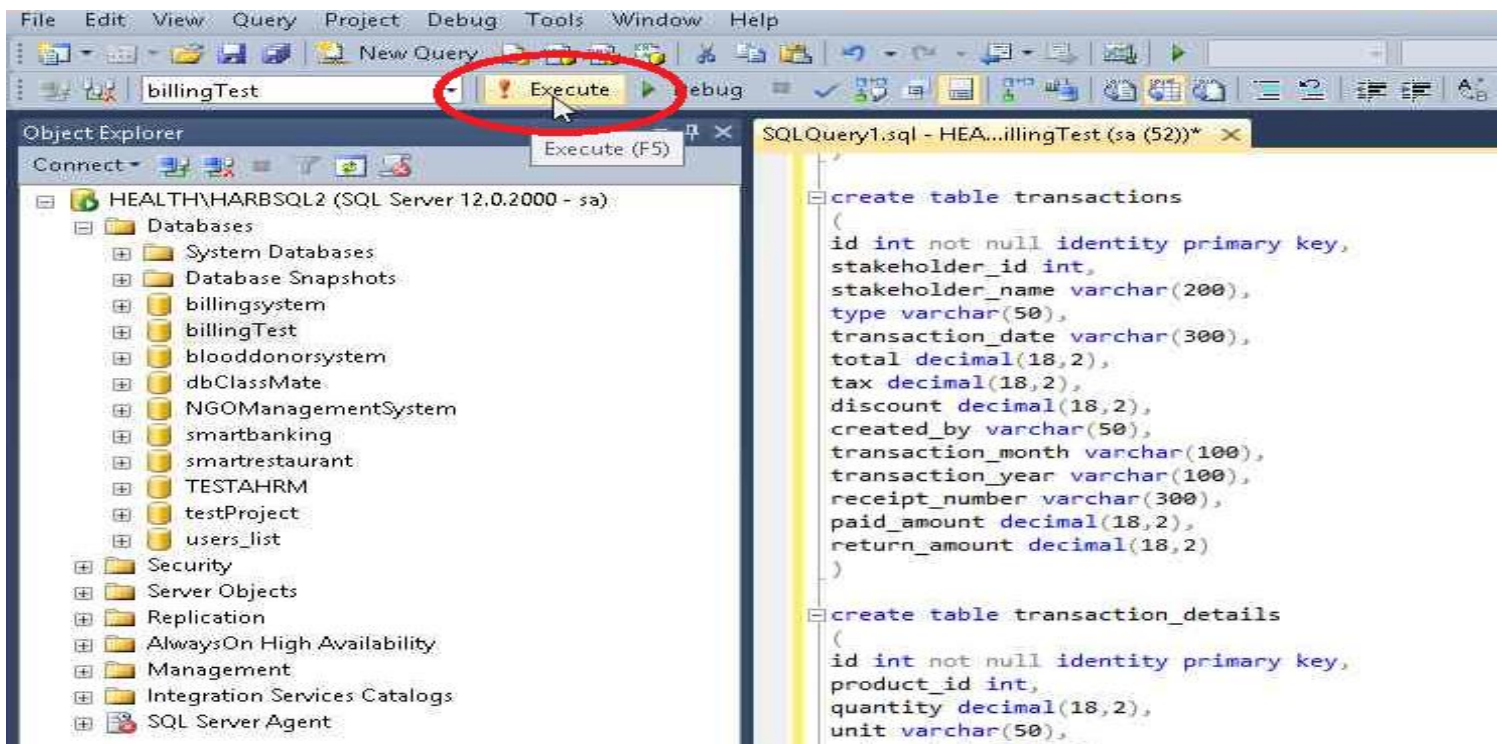 File Edit View Query Project Debug Tools Window Help
New Query
billingTest Execute ebug
Object Explorer
Execute (F5)
Connect
HEALTH\HARBSQL2 (SQL Server 12.0.2000 - sa)
Databases
System Databases
Database Snapshots
billingsystem
billingTest
blooddonorsystem
dbClassMate
NGOManagementSystem
smartbanking
smartrestaurant
TESTAHRM
testProject
users_list
Security
Server Objects
Replication
AlwaysOn High Availability
Management
Integration Services Catalogs
SQL Server Agent
SQLQuery1.sql - HEA...illingTest (sa (52))*
)
create table transactions
(
id int not null identity primary key,
stakeholder_id int,
stakeholder_name varchar(200),
type varchar(50),
transaction_date varchar(300),
total decimal(18,2),
tax decimal(18,2),
discount decimal(18,2),
created_by varchar(50),
transaction_month varchar(100),
transaction_year varchar(100),
receipt_number varchar(300),
paid_amount decimal(18,2),
return_amount decimal(18,2)
)
create table transaction_details
(
id int not null identity primary key,
product_id int,
quantity decimal(18,2),
unit varchar(50),